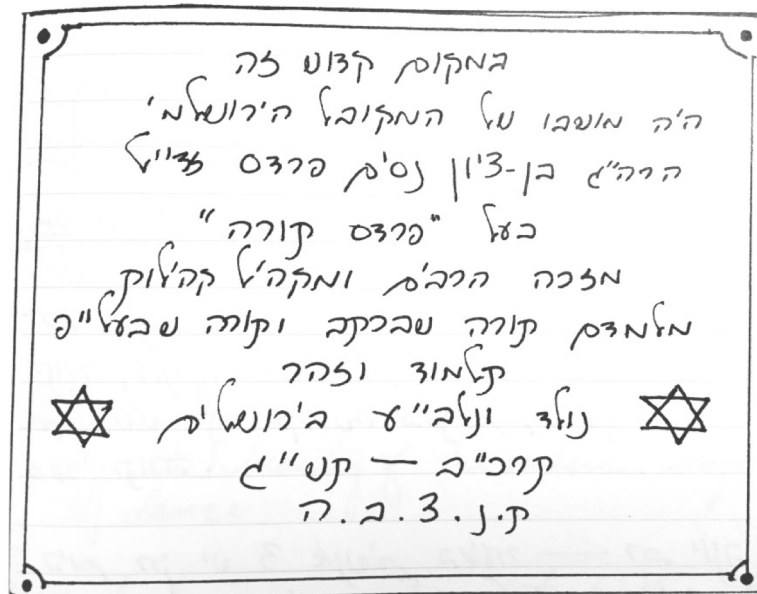 במקום קדוש זה
היה מושבו של המקובל הירושלמי
הרה"ג בן-ציון נסים פרדס זצי"ל
בעל "פרדס תורה"
מזכה הרבים ומקהיל קהילות
מלמדם תורה שבכתב ותורה שבעל"פ
תלמוד וזהר
נולד ונלב"ע בירושלים
תרכ"ב — תש"ג
ת.נ.צ.ב.ה